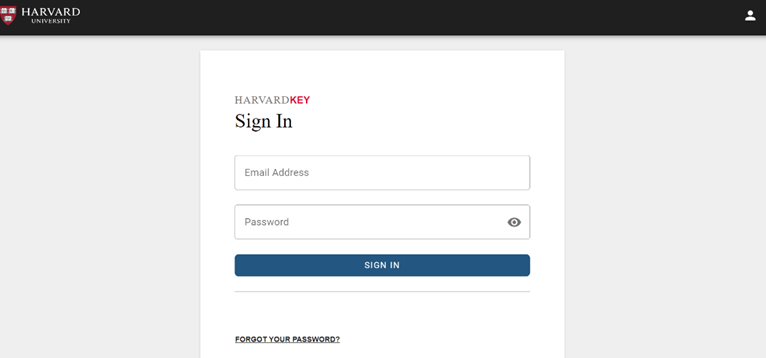 HARVARD
UNIVERSITY
HARVARDKEY
Sign In
Email Address
Password
SIGN IN
FORGOT YOUR PASSWORD?